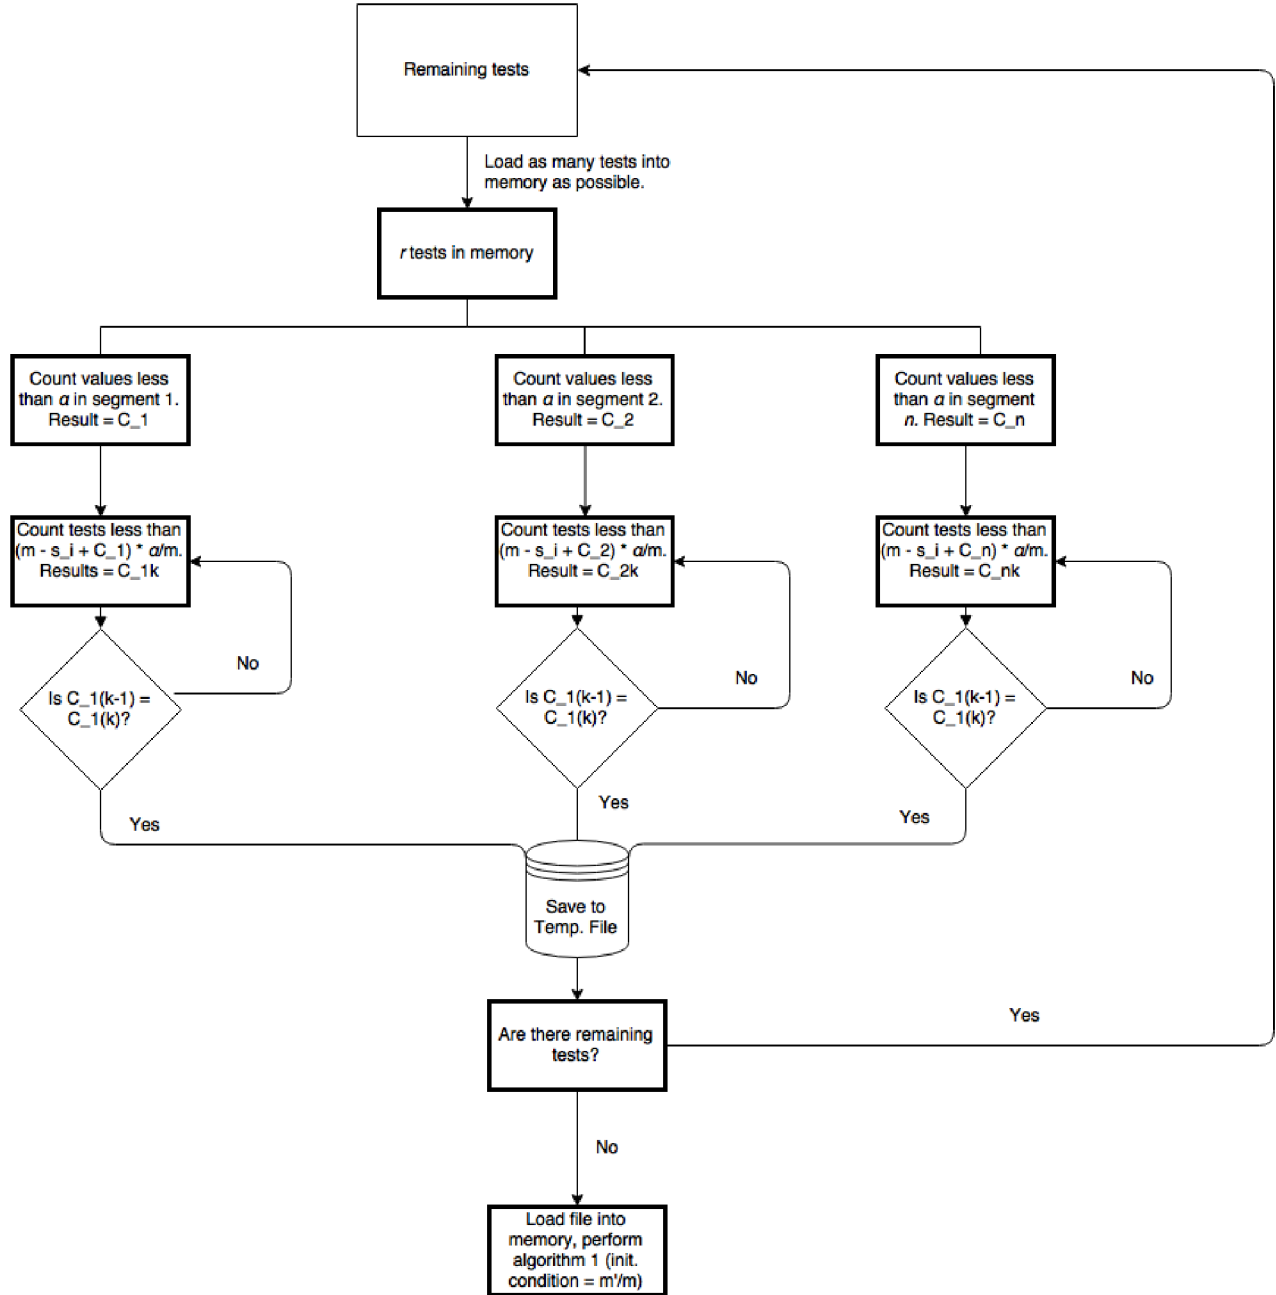 Remaining tests
Load as many tests into
memory as possible.
r tests in memory
Count values less
than α in segment 1.
Result = C_1
Count values less
than α in segment 2.
Result = C_2
Count values less
than α in segment
n. Result = C_n
Count tests less than
(m - s_i + C_1) * α/m.
Results = C_1k
Count tests less than
(m - s_i + C_2) * α/m.
Result = C_2k
Count tests less than
(m - s_i + C_n) * α/m.
Result = C_nk
No
No
No
Is C_1(k-1) =
C_1(k)?
Is C_1(k-1) =
C_1(k)?
Is C_1(k-1) =
C_1(k)?
Yes
Yes
Yes
Save to
Temp. File
Are there remaining
tests?
Yes
No
Load file into
memory, perform
algorithm 1 (init.
condition = m'/m)